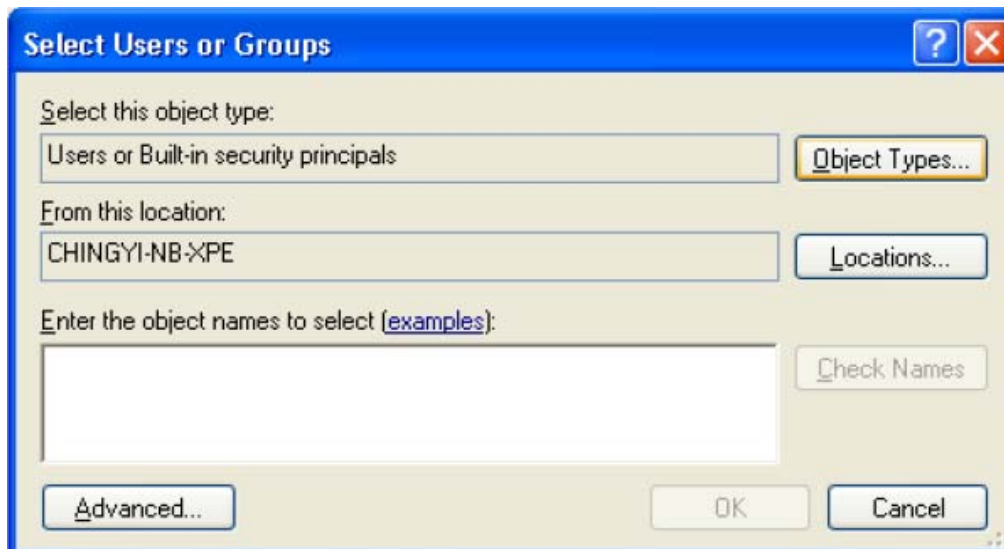 Select Users or Groups
Select this object type:
Users or Built-in security principals
Object Types...
From this location:
CHINGYI-NB-XPE
Locations...
Enter the object names to select (examples):
Check Names
Advanced...
OK
Cancel